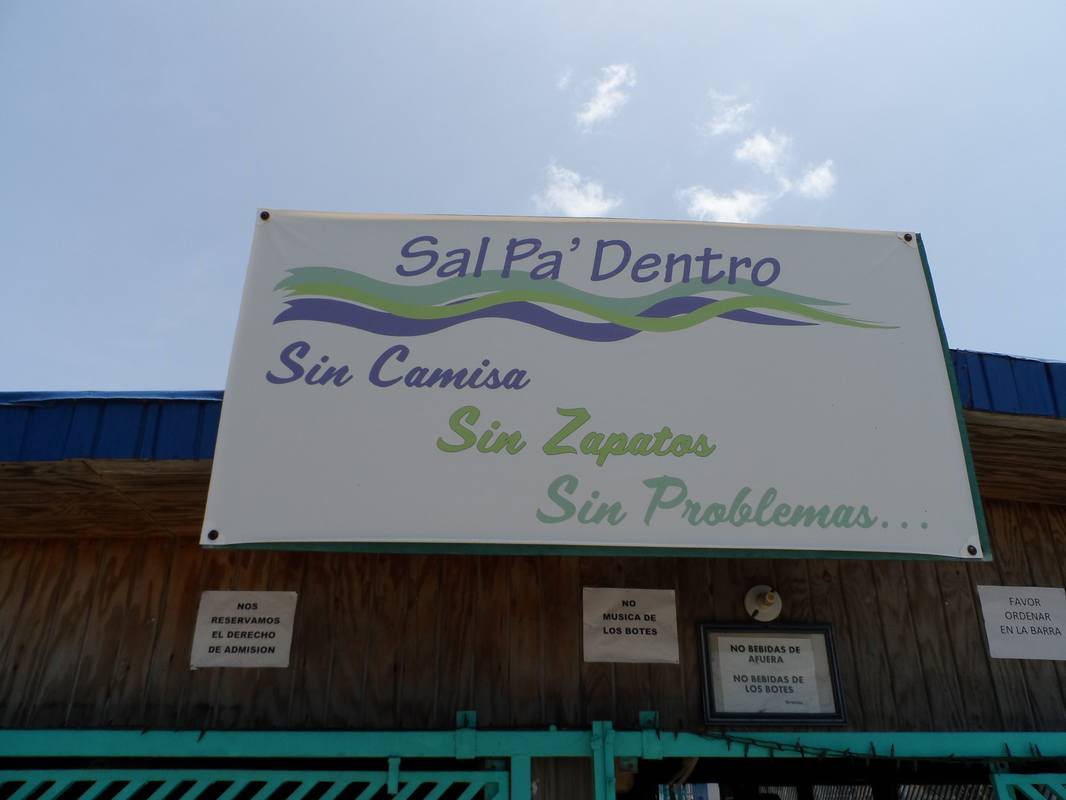 Sal Pa' Dentro
Sin Camisa
Sin Zapatos
Sin Problemas...
NOS
RESERVAMOS
EL DERECHO
DE ADMISION
NO
MUSICA DE
LOS BOTES
NO BEBIDAS DE
AFUERA
NO BEBIDAS DE
LOS BOTES
FAVOR
ORDENAR
EN LA BARRA